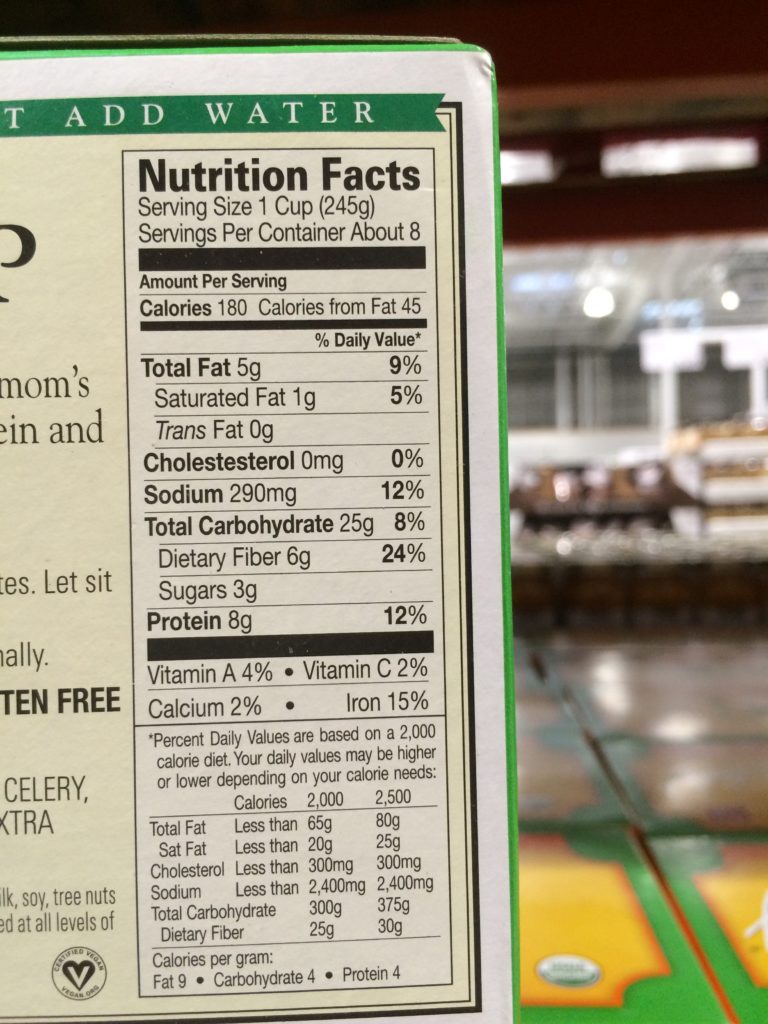 T ADD WATER
P
mom's
ein and
tes. Let sit
nally.
TEN FREE
CELERY,
XTRA
ilk, soy, tree nuts
ed at all levels of
CERTIFIED VEGAN
VEGAN.ORG
Nutrition Facts
Serving Size 1 Cup (245g)
Servings Per Container About 8
Amount Per Serving
Calories 180 Calories from Fat 45
% Daily Value*
Total Fat 5g 9%
Saturated Fat 1g 5%
Trans Fat 0g
Cholestesterol 0mg 0%
Sodium 290mg 12%
Total Carbohydrate 25g 8%
Dietary Fiber 6g 24%
Sugars 3g
Protein 8g 12%
Vitamin A 4% • Vitamin C 2%
Calcium 2% • Iron 15%
*Percent Daily Values are based on a 2,000
calorie diet. Your daily values may be higher
or lower depending on your calorie needs:
Calories 2,000 2,500
Total Fat Less than 65g 80g
Sat Fat Less than 20g 25g
Cholesterol Less than 300mg 300mg
Sodium Less than 2,400mg 2,400mg
Total Carbohydrate 300g 375g
Dietary Fiber 25g 30g
Calories per gram:
Fat 9 • Carbohydrate 4 • Protein 4